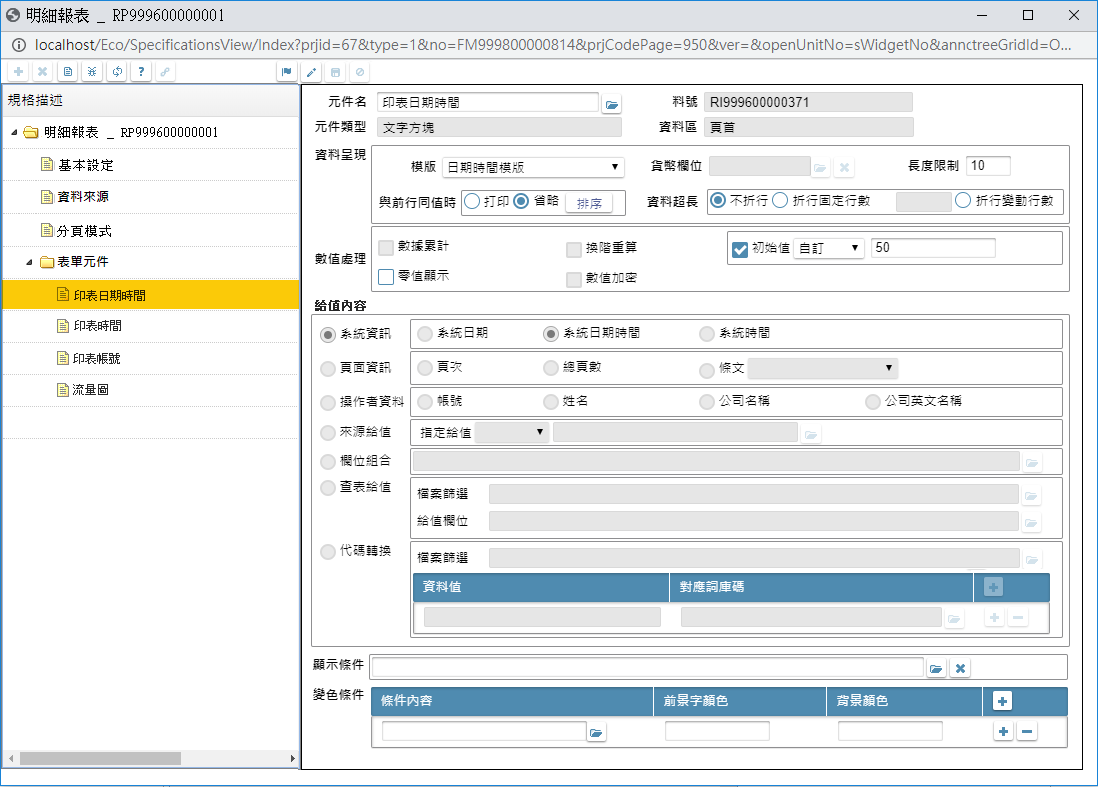 明細報表 _ RP999600000001
localhost/Eco/SpecificationsView/Index?prjid=67&type=1&no=FM999800000814&prjCodePage=950&ver=&openUnitNo=sWidgetNo&annctreeGridId=O...
規格描述
明細報表 _ RP999600000001
基本設定
資料來源
分頁模式
表單元件
印表日期時間
印表時間
印表帳號
流量圖
元件名 印表日期時間 料號 RI999600000371
元件類型 文字方塊 資料區 頁首
資料呈現
模版 日期時間模版 貨幣欄位 長度限制 10
與前行同值時 打印 省略 排序 資料超長 不折行 折行固定行數 折行變動行數
數值處理
數據累計 換階重算 初始值 自訂 50
零值顯示 數值加密
給值內容
系統資訊 系統日期 系統日期時間 系統時間
頁面資訊 頁次 總頁數 條文
操作者資料 帳號 姓名 公司名稱 公司英文名稱
來源給值 指定給值
欄位組合
查表給值 檔案篩選
給值欄位
代碼轉換 檔案篩選
資料值 對應詞庫碼
顯示條件
變色條件 條件內容 前景字顏色 背景顏色